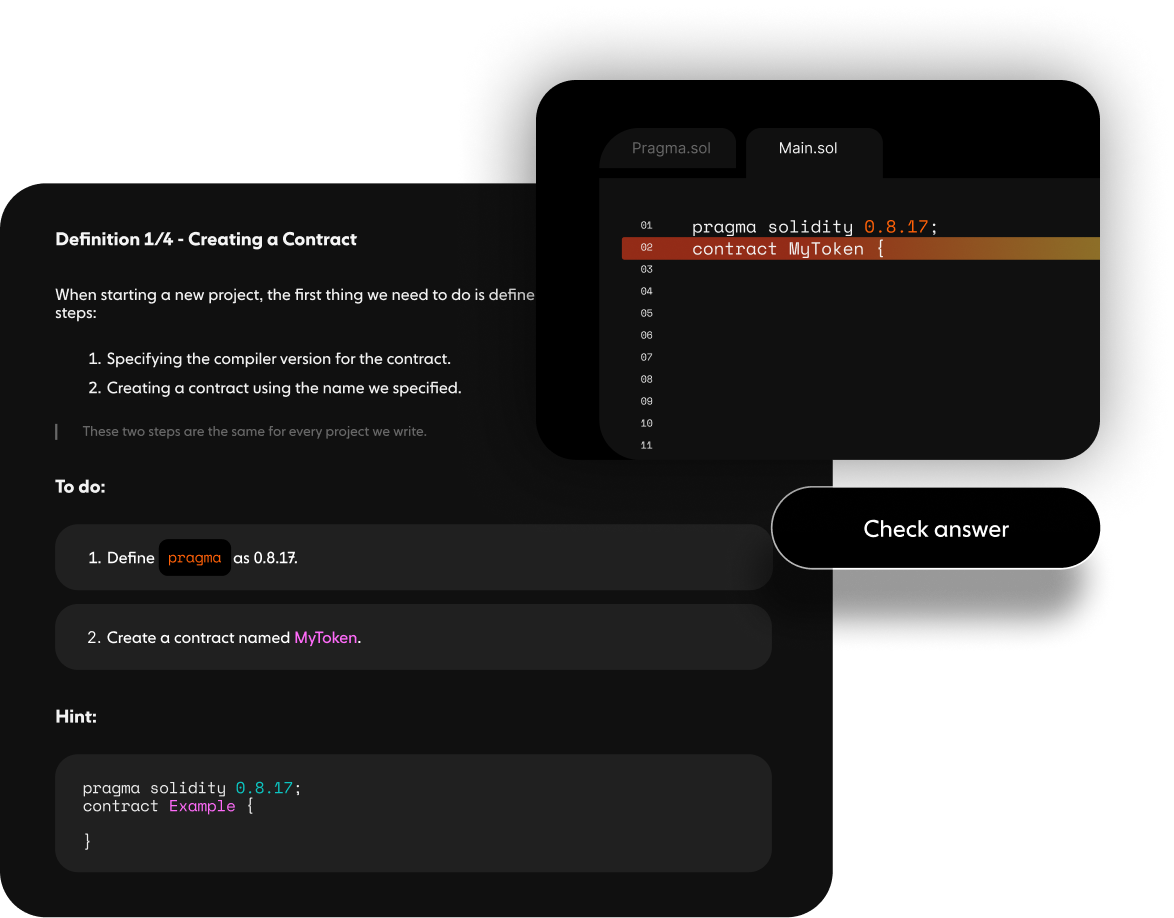 Definition 1/4 - Creating a Contract
When starting a new project, the first thing we need to do is define
steps:
1. Specifying the compiler version for the contract.
2. Creating a contract using the name we specified.
These two steps are the same for every project we write.
To do:
1. Define pragma as 0.8.17.
2. Create a contract named MyToken.
Hint:
pragma solidity 0.8.17;
contract Example {
}
Pragma.sol
Main.sol
01 pragma solidity 0.8.17;
02 contract MyToken {
03
04
05
06
07
08
09
10
11
Check answer